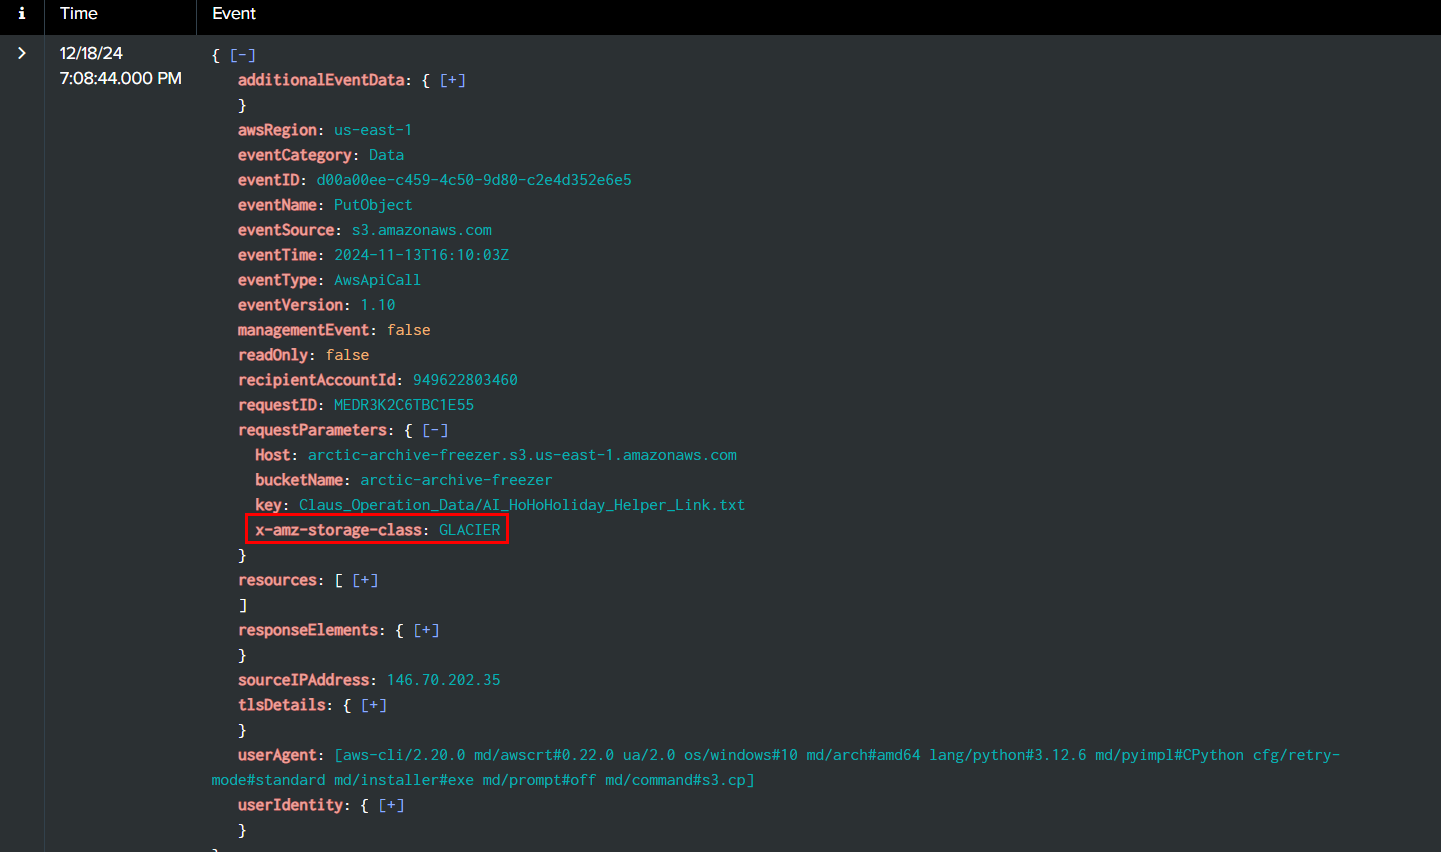 i Time Event
> 12/18/24 { [-]
7:08:44.000 PM additionalEventData: { [+]
}
awsRegion: us-east-1
eventCategory: Data
eventID: d00a00ee-c459-4c50-9d80-c2e4d352e6e5
eventName: PutObject
eventSource: s3.amazonaws.com
eventTime: 2024-11-13T16:10:03Z
eventType: AwsApiCall
eventVersion: 1.10
managementEvent: false
readOnly: false
recipientAccountId: 949622803460
requestID: MEDR3K2C6TBC1E55
requestParameters: { [-]
Host: arctic-archive-freezer.s3.us-east-1.amazonaws.com
bucketName: arctic-archive-freezer
key: Claus_Operation_Data/AI_HoHoHoliday_Helper_Link.txt
x-amz-storage-class: GLACIER
}
resources: [ [+]
]
responseElements: { [+]
}
sourceIPAddress: 146.70.202.35
tlsDetails: { [+]
}
userAgent: [aws-cli/2.20.0 md/awscrt#0.22.0 ua/2.0 os/windows#10 md/arch#amd64 lang/python#3.12.6 md/pyimpl#CPython cfg/retry-
mode#standard md/installer#exe md/prompt#off md/command#s3.cp]
userIdentity: { [+]
}